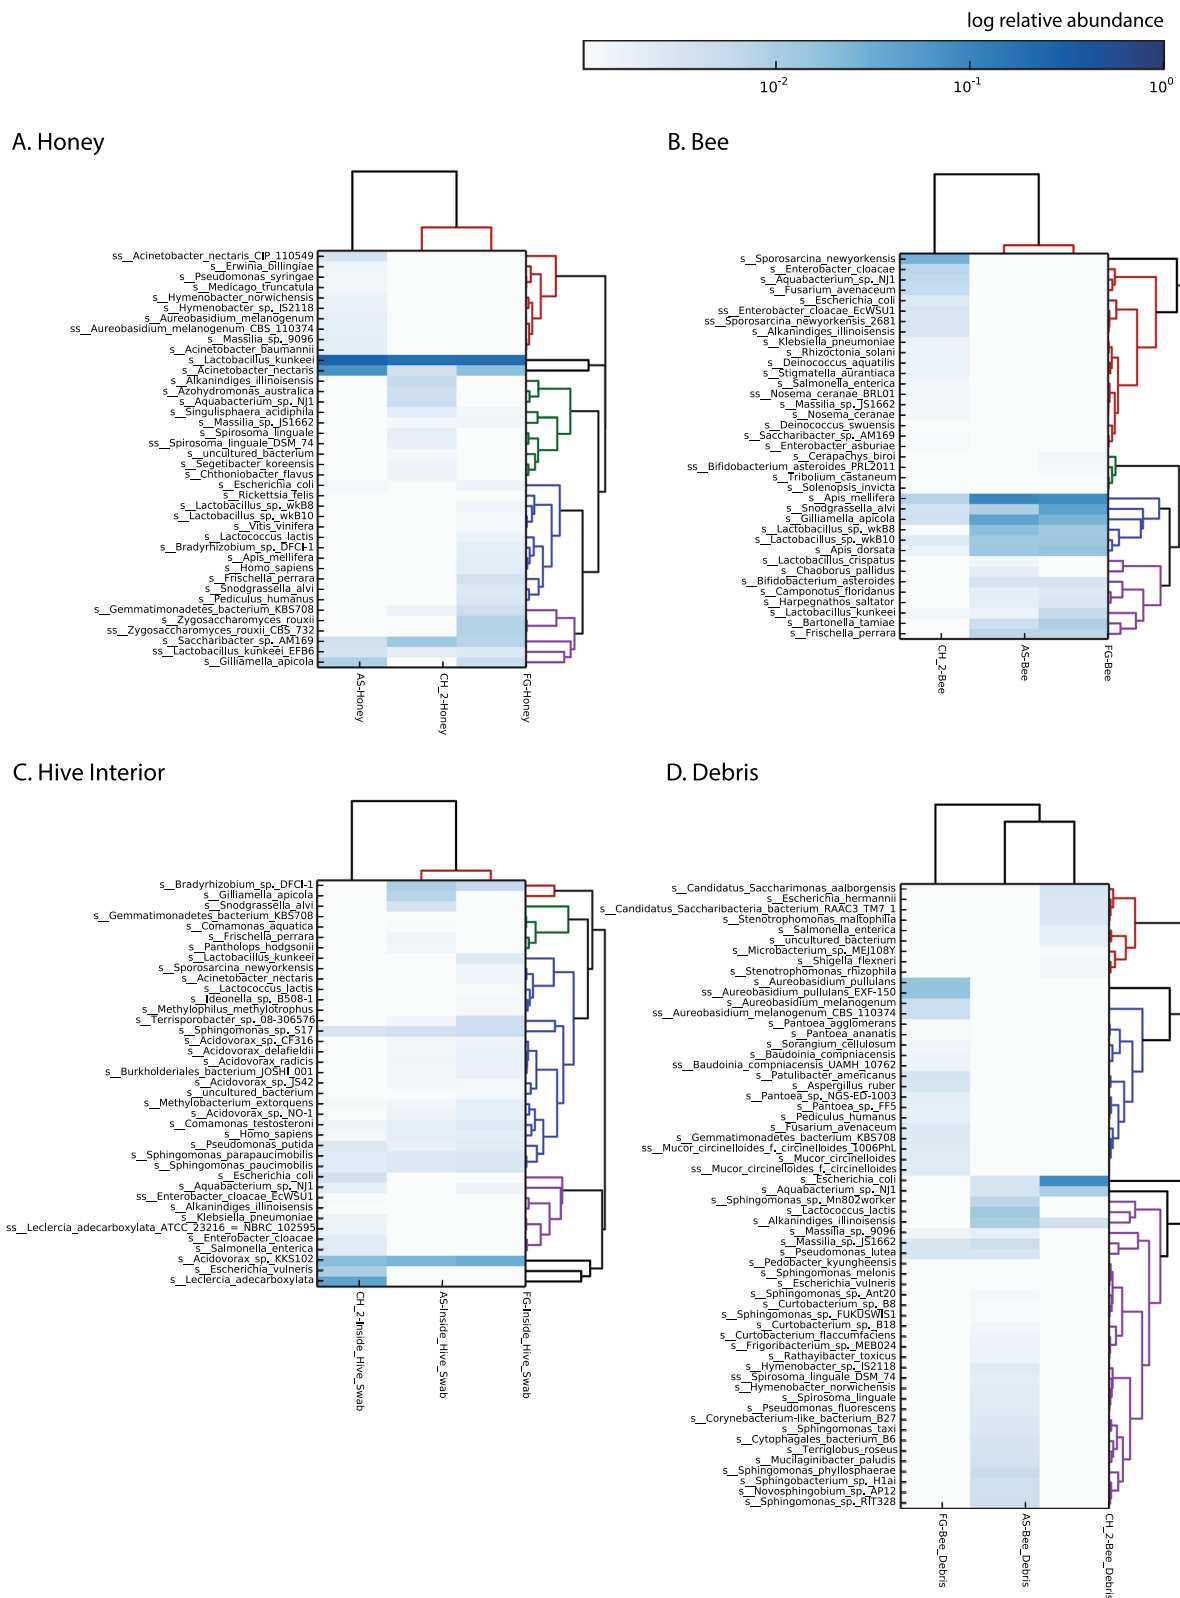 log relative abundance
10^-2
10^-1
10^0
A. Honey
ss__Acinetobacter_nectaris_CIP_110549
s__Erwinia_billingiae
s__Pseudomonas_syringae
s__Medicago_truncatula
s__Hymenobacter_norwichensis
s__Hymenobacter_sp._IS2118
s__Aureobasidium_melanogenum
ss__Aureobasidium_melanogenum_CBS_110374
s__Massilia_sp._9096
s__Acinetobacter_baumannii
s__Lactobacillus_kunkeei
s__Acinetobacter_nectaris
s__Alkanindiges_illinoisensis
s__Azohydromonas_australica
s__Aquabacterium_sp._NJ1
s__Singulisphaera_acidiphila
s__Massilia_sp._JS1662
s__Spirosoma_linguale
ss__Spirosoma_linguale_DSM_74
s__uncultured_bacterium
s__Segetibacter_koreensis
s__Chthoniobacter_flavus
s__Escherichia_coli
s__Rickettsia_felis
s__Lactobacillus_sp._wkB8
s__Lactobacillus_sp._wkB10
s__Vitis_vinifera
s__Lactococcus_lactis
s__Bradyrhizobium_sp._DFCI-1
s__Apis_mellifera
s__Homo_sapiens
s__Frischella_perrara
s__Snodgrassella_alvi
s__Pediculus_humanus
s__Gemmatimonadetes_bacterium_KBS708
s__Zygosaccharomyces_rouxii
ss__Zygosaccharomyces_rouxii_CBS_732
s__Saccharibacter_sp._AM169
ss__Lactobacillus_kunkeei_EFB6
s__Gilliamella_apicola
AS-Honey
CH_2-Honey
FG-Honey
B. Bee
s__Sporosarcina_newyorkensis
s__Enterobacter_cloacae
s__Aquabacterium_sp._NJ1
s__Fusarium_avenaceum
s__Escherichia_coli
ss__Enterobacter_cloacae_EcWSU1
ss__Sporosarcina_newyorkensis_2681
s__Alkanindiges_illinoisensis
s__Klebsiella_pneumoniae
s__Rhizoctonia_solani
s__Deinococcus_aquatilis
s__Stigmatella_aurantiaca
s__Salmonella_enterica
ss__Nosema_ceranae_BRL01
s__Massilia_sp._JS1662
s__Nosema_ceranae
s__Deinococcus_swuensis
s__Saccharibacter_sp._AM169
s__Enterobacter_asburiae
s__Cerapachys_biroi
ss__Bifidobacterium_asteroides_PRL2011
s__Tribolium_castaneum
s__Solenopsis_invicta
s__Apis_mellifera
s__Snodgrassella_alvi
s__Gilliamella_apicola
s__Lactobacillus_sp._wkB8
s__Lactobacillus_sp._wkB10
s__Apis_dorsata
s__Lactobacillus_crispatus
s__Chaoborus_pallidus
s__Bifidobacterium_asteroides
s__Camponotus_floridanus
s__Harpegnathos_saltator
s__Lactobacillus_kunkeei
s__Bartonella_tamiae
s__Frischella_perrara
CH_2-Bee
AS-Bee
FG-Bee
C. Hive Interior
s__Bradyrhizobium_sp._DFCI-1
s__Gilliamella_apicola
s__Snodgrassella_alvi
s__Gemmatimonadetes_bacterium_KBS708
s__Comamonas_aquatica
s__Frischella_perrara
s__Pantholops_hodgsonii
s__Lactobacillus_kunkeei
s__Sporosarcina_newyorkensis
s__Acinetobacter_nectaris
s__Lactococcus_lactis
s__Ideonella_sp._B508-1
s__Methylophilus_methylotrophus
s__Terrisporobacter_sp._08-306576
s__Sphingomonas_sp._S17
s__Acidovorax_sp._CF316
s__Acidovorax_delafieldii
s__Acidovorax_radicis
s__Burkholderiales_bacterium_JOSHI_001
s__Acidovorax_sp._JS42
s__uncultured_bacterium
s__Methylobacterium_extorquens
s__Acidovorax_sp._NO-1
s__Comamonas_testosteroni
s__Homo_sapiens
s__Pseudomonas_putida
s__Sphingomonas_parapaucimobilis
s__Sphingomonas_paucimobilis
s__Escherichia_coli
s__Aquabacterium_sp._NJ1
ss__Enterobacter_cloacae_EcWSU1
s__Alkanindiges_illinoisensis
s__Klebsiella_pneumoniae
ss__Leclercia_adecarboxylata_ATCC_23216_=_NBRC_102595
s__Enterobacter_cloacae
s__Salmonella_enterica
s__Acidovorax_sp._KKS102
s__Escherichia_vulneris
s__Leclercia_adecarboxylata
CH_2-Inside_Hive_Swab
AS-Inside_Hive_Swab
FG-Inside_Hive_Swab
D. Debris
s__Candidatus_Saccharimonas_aalborgensis
s__Escherichia_hermannii
s__Candidatus_Saccharibacteria_bacterium_RAAC3_TM7_1
s__Stenotrophomonas_maltophilia
s__Salmonella_enterica
s__uncultured_bacterium
s__Microbacterium_sp._MEJ108Y
s__Shigella_flexneri
s__Stenotrophomonas_rhizophila
s__Aureobasidium_pullulans
ss__Aureobasidium_pullulans_EXF-150
s__Aureobasidium_melanogenum
ss__Aureobasidium_melanogenum_CBS_110374
s__Pantoea_agglomerans
s__Pantoea_ananatis
s__Sorangium_cellulosum
s__Baudoinia_compniacensis
ss__Baudoinia_compniacensis_UAMH_10762
s__Patulibacter_americanus
s__Aspergillus_ruber
s__Pantoea_sp._NGS-ED-1003
s__Pantoea_sp._FF5
s__Pediculus_humanus
s__Fusarium_avenaceum
s__Gemmatimonadetes_bacterium_KBS708
ss__Mucor_circinelloides_f._circinelloides_1006PhL
s__Mucor_circinelloides
ss__Mucor_circinelloides_f._circinelloides
s__Escherichia_coli
s__Aquabacterium_sp._NJ1
s__Sphingomonas_sp._Mn802worker
s__Lactococcus_lactis
s__Alkanindiges_illinoisensis
s__Massilia_sp._9096
s__Massilia_sp._JS1662
s__Pseudomonas_lutea
s__Pedobacter_kyungheensis
s__Sphingomonas_melonis
s__Escherichia_vulneris
s__Sphingomonas_sp._Ant20
s__Curtobacterium_sp._B8
s__Sphingomonas_sp._FUKUSWIS1
s__Curtobacterium_sp._B18
s__Curtobacterium_flaccumfaciens
s__Frigoribacterium_sp._MEB024
s__Rathayibacter_toxicus
s__Hymenobacter_sp._IS2118
ss__Spirosoma_linguale_DSM_74
s__Hymenobacter_norwichensis
s__Spirosoma_linguale
s__Pseudomonas_fluorescens
s__Corynebacterium-like_bacterium_B27
s__Sphingomonas_taxi
s__Cytophagales_bacterium_B6
s__Terriglobus_roseus
s__Mucilaginibacter_paludis
s__Sphingomonas_phyllosphaerae
s__Sphingobacterium_sp._H1ai
s__Novosphingobium_sp._AP12
s__Sphingomonas_sp._RIT328
FG-Bee_Debris
AS-Bee_Debris
CH_2-Bee_Debris